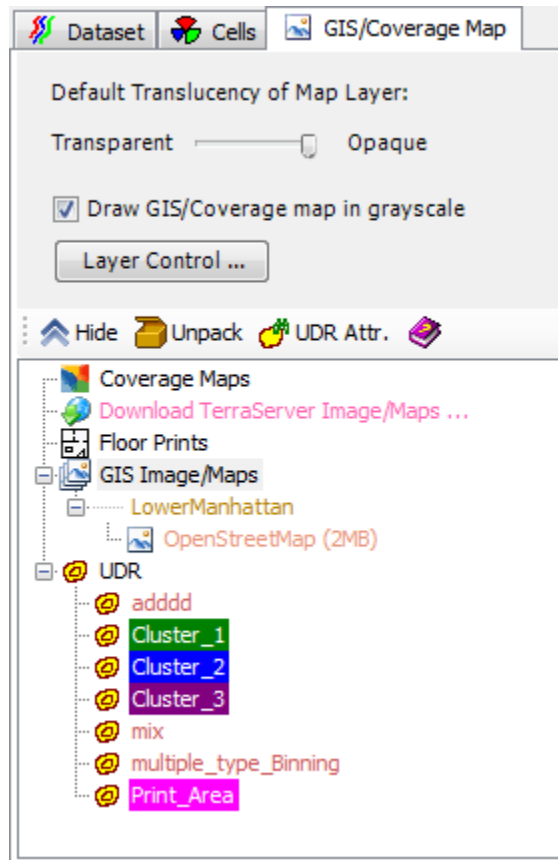 Dataset Cells GIS/Coverage Map
Default Translucency of Map Layer:
Transparent Opaque
Draw GIS/Coverage map in grayscale
Layer Control ...
Hide Unpack UDR Attr.
Coverage Maps
Download TerraServer Image/Maps ...
Floor Prints
GIS Image/Maps
LowerManhattan
OpenStreetMap (2MB)
UDR
adddd
Cluster_1
Cluster_2
Cluster_3
mix
multiple_type_Binning
Print_Area